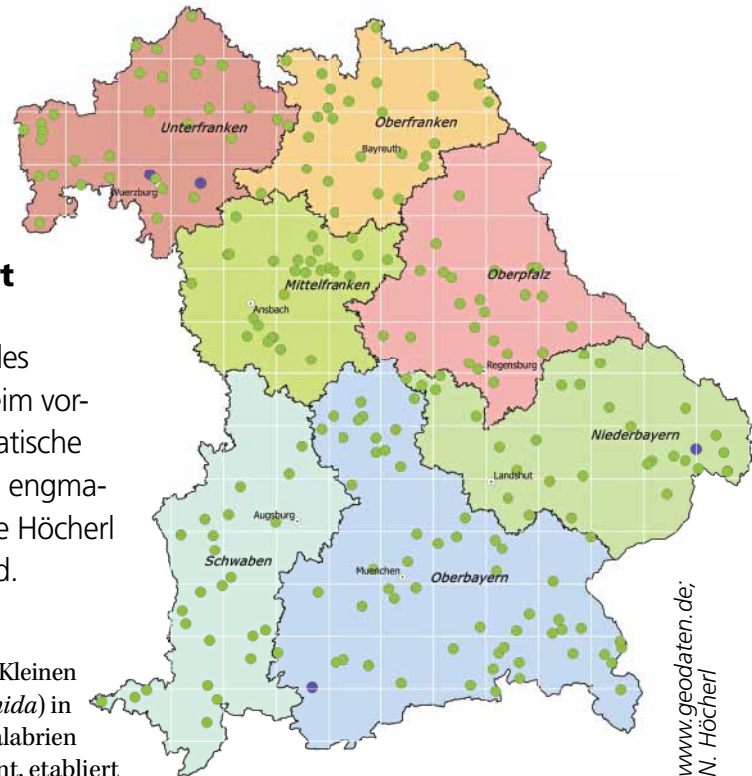 t
les
eim vor-
atische
engma-
e Höcherl
d.
Kleinen
nida) in
alabrien
nt, etabliert
Unterfranken
Wuerzburg
Oberfranken
Bayreuth
Mittelfranken
Ansbach
Oberpfalz
Regensburg
Niederbayern
Landshut
Schwaben
Augsburg
Oberbayern
Muenchen
www.geodaten.de;
N. Höcherl